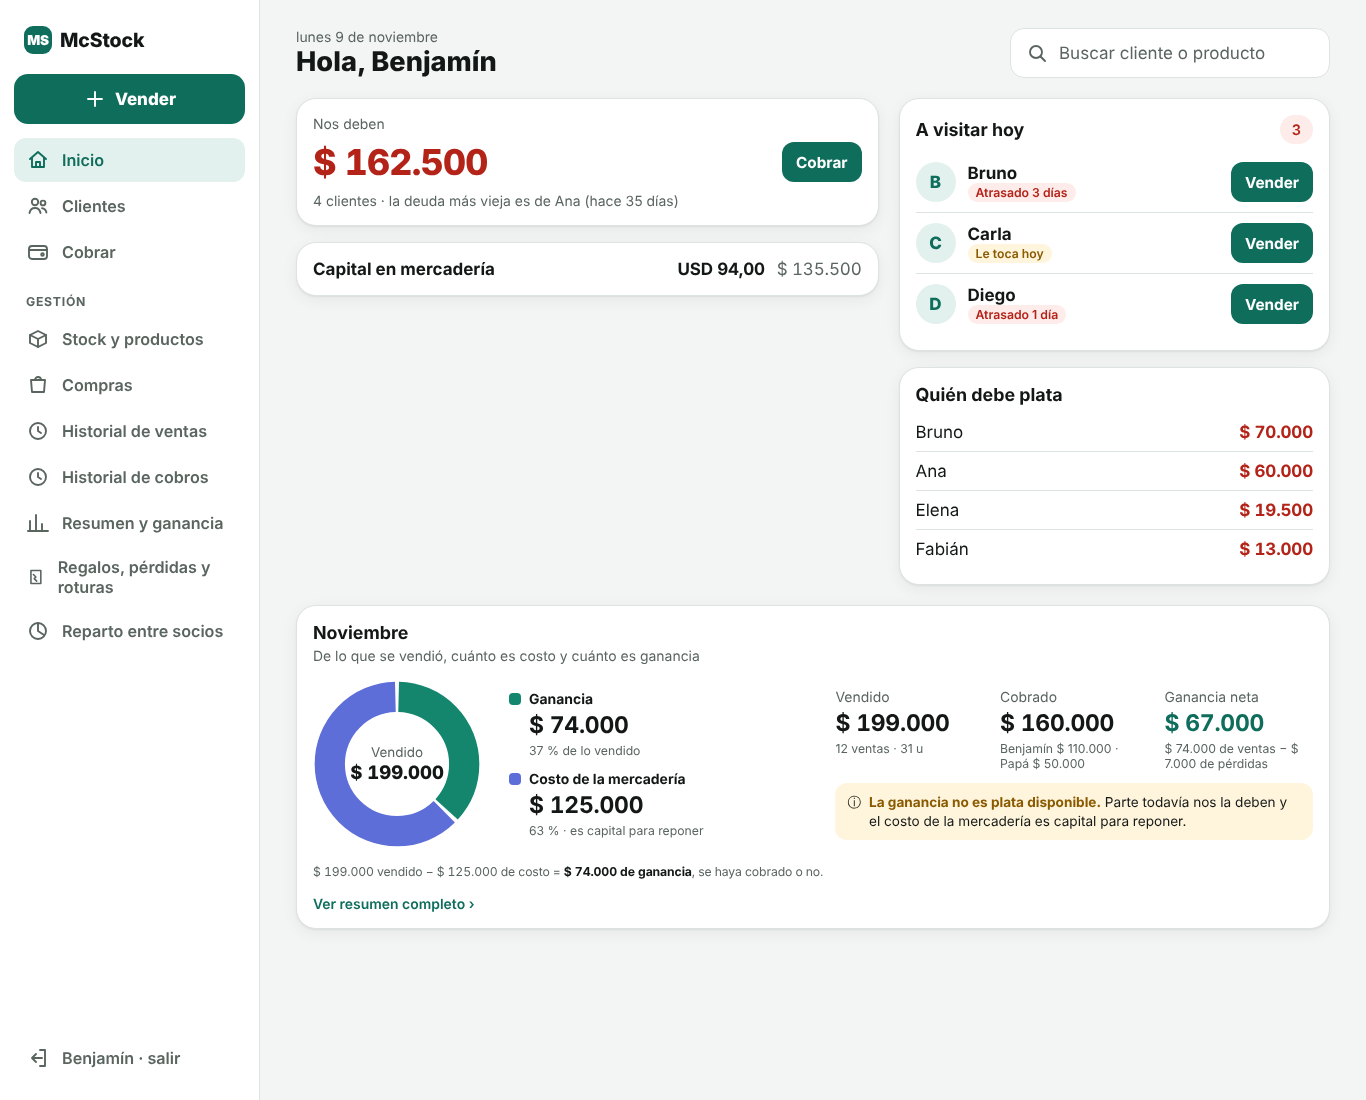 MS McStock
Vender
Inicio
Clientes
Cobrar
GESTIÓN
Stock y productos
Compras
Historial de ventas
Historial de cobros
Resumen y ganancia
Regalos, pérdidas y
roturas
Reparto entre socios
Benjamín · salir
lunes 9 de noviembre
Hola, Benjamín
Buscar cliente o producto
Nos deben
$ 162.500
Cobrar
4 clientes · la deuda más vieja es de Ana (hace 35 días)
Capital en mercadería USD 94,00 $ 135.500
A visitar hoy 3
B Bruno
Atrasado 3 días
Vender
C Carla
Le toca hoy
Vender
D Diego
Atrasado 1 día
Vender
Quién debe plata
Bruno $ 70.000
Ana $ 60.000
Elena $ 19.500
Fabián $ 13.000
Noviembre
De lo que se vendió, cuánto es costo y cuánto es ganancia
Vendido
$ 199.000
Ganancia
$ 74.000
37 % de lo vendido
Costo de la mercadería
$ 125.000
63 % · es capital para reponer
Vendido
$ 199.000
12 ventas · 31 u
Cobrado
$ 160.000
Benjamín $ 110.000 ·
Papá $ 50.000
Ganancia neta
$ 67.000
$ 74.000 de ventas − $
7.000 de pérdidas
La ganancia no es plata disponible. Parte todavía nos la deben y
el costo de la mercadería es capital para reponer.
$ 199.000 vendido − $ 125.000 de costo = $ 74.000 de ganancia, se haya cobrado o no.
Ver resumen completo ›